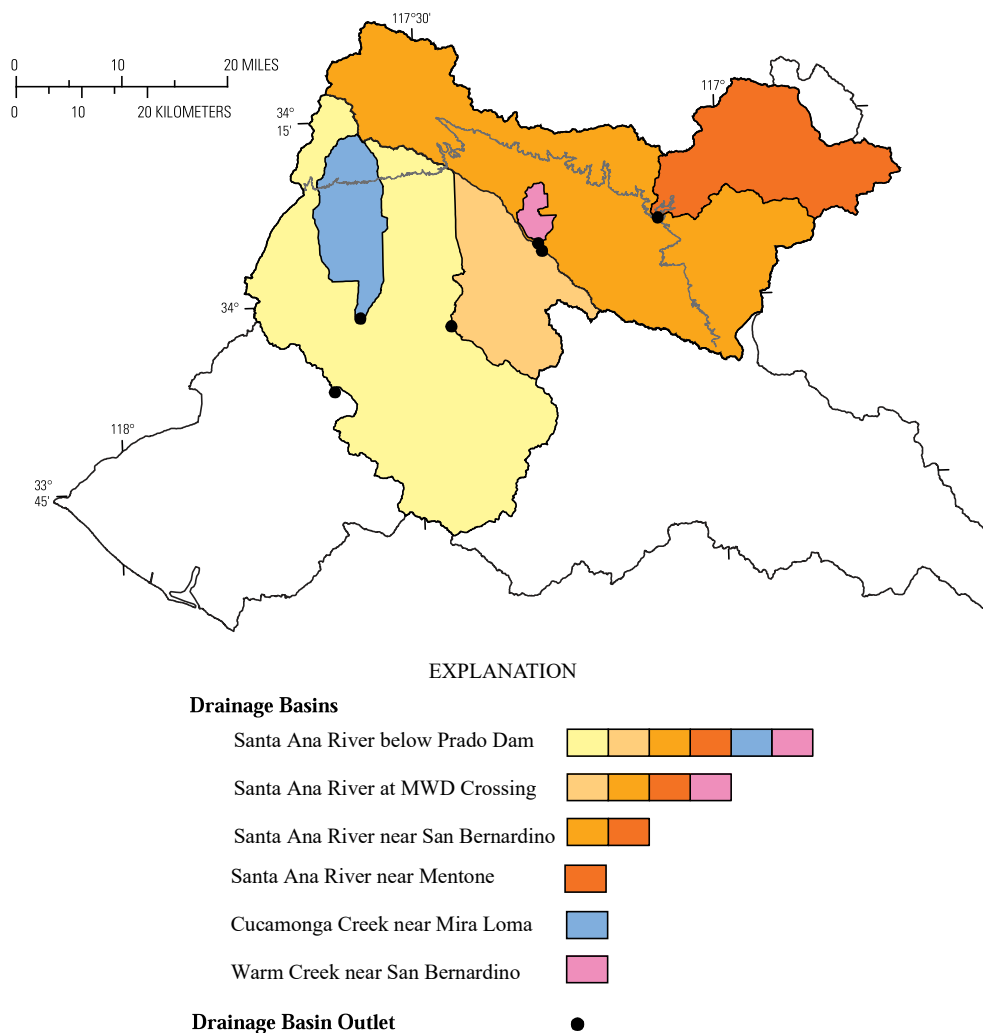 117°30'
0 10 20 MILES
0 10 20 KILOMETERS
117°
34°
15'
34°
118°
33°
45'
EXPLANATION
Drainage Basins
Santa Ana River below Prado Dam
Santa Ana River at MWD Crossing
Santa Ana River near San Bernardino
Santa Ana River near Mentone
Cucamonga Creek near Mira Loma
Warm Creek near San Bernardino
Drainage Basin Outlet